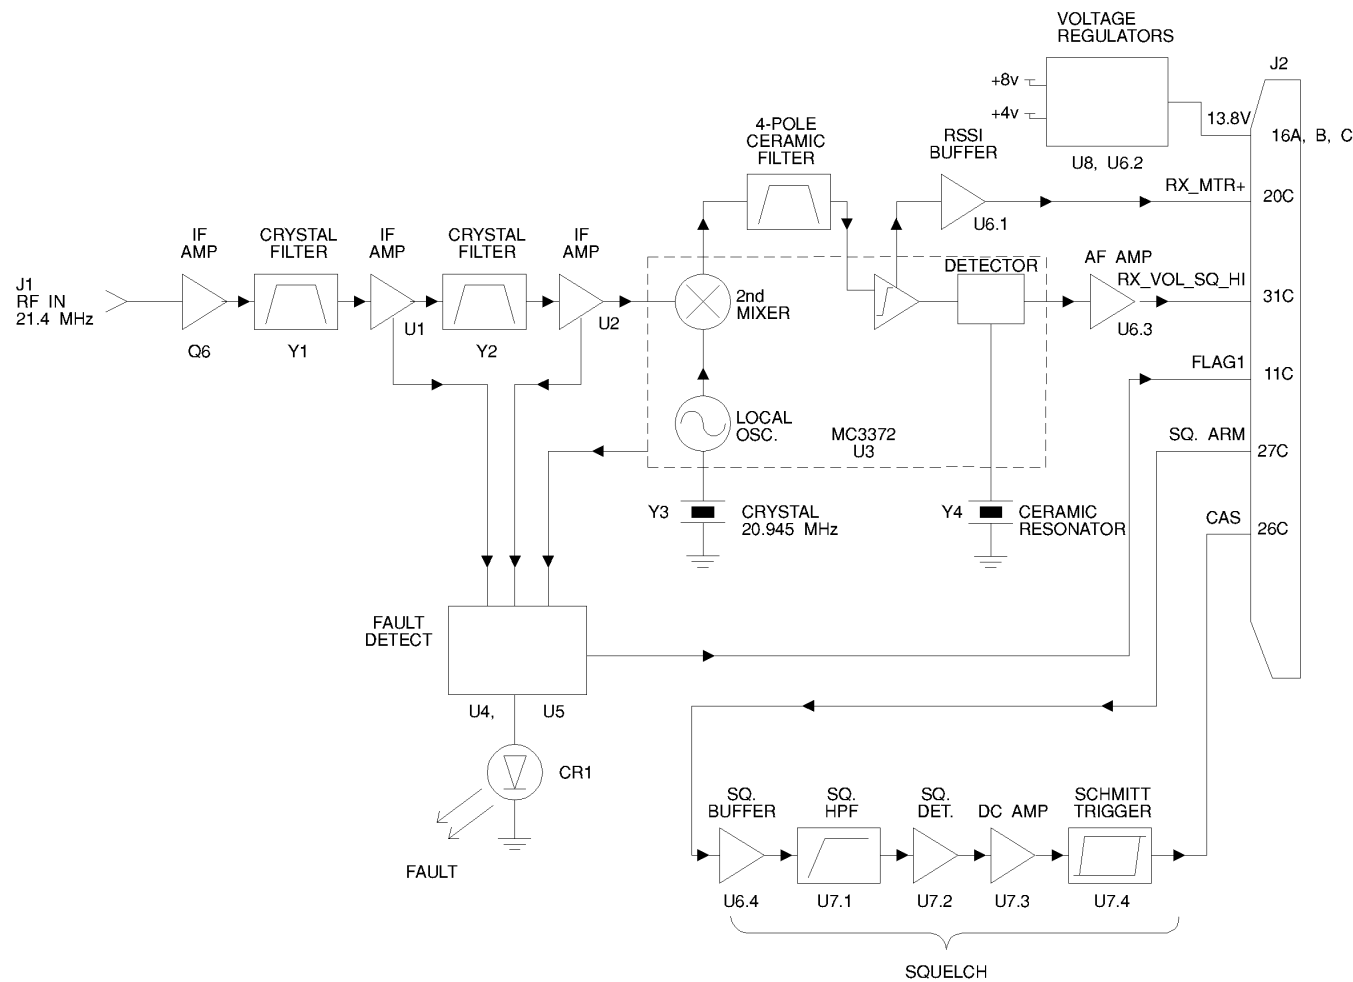 VOLTAGE
REGULATORS
J2
+8v
+4v
13.8V
16A, B, C
U8, U6.2
4-POLE
CERAMIC
FILTER
RSSI
BUFFER
U6.1
RX_MTR+
20C
IF
AMP
CRYSTAL
FILTER
IF
AMP
CRYSTAL
FILTER
IF
AMP
J1
RF IN
21.4 MHz
Q6
Y1
U1
Y2
U2
2nd
MIXER
DETECTOR
AF AMP
RX_VOL_SQ_HI
31C
U6.3
FLAG1
11C
LOCAL
OSC.
MC3372
U3
SQ. ARM
27C
Y3
CRYSTAL
20.945 MHz
Y4
CERAMIC
RESONATOR
CAS
26C
FAULT
DETECT
U4, U5
CR1
FAULT
SQ.
BUFFER
SQ.
HPF
SQ.
DET.
DC AMP
SCHMITT
TRIGGER
U6.4
U7.1
U7.2
U7.3
U7.4
SQUELCH